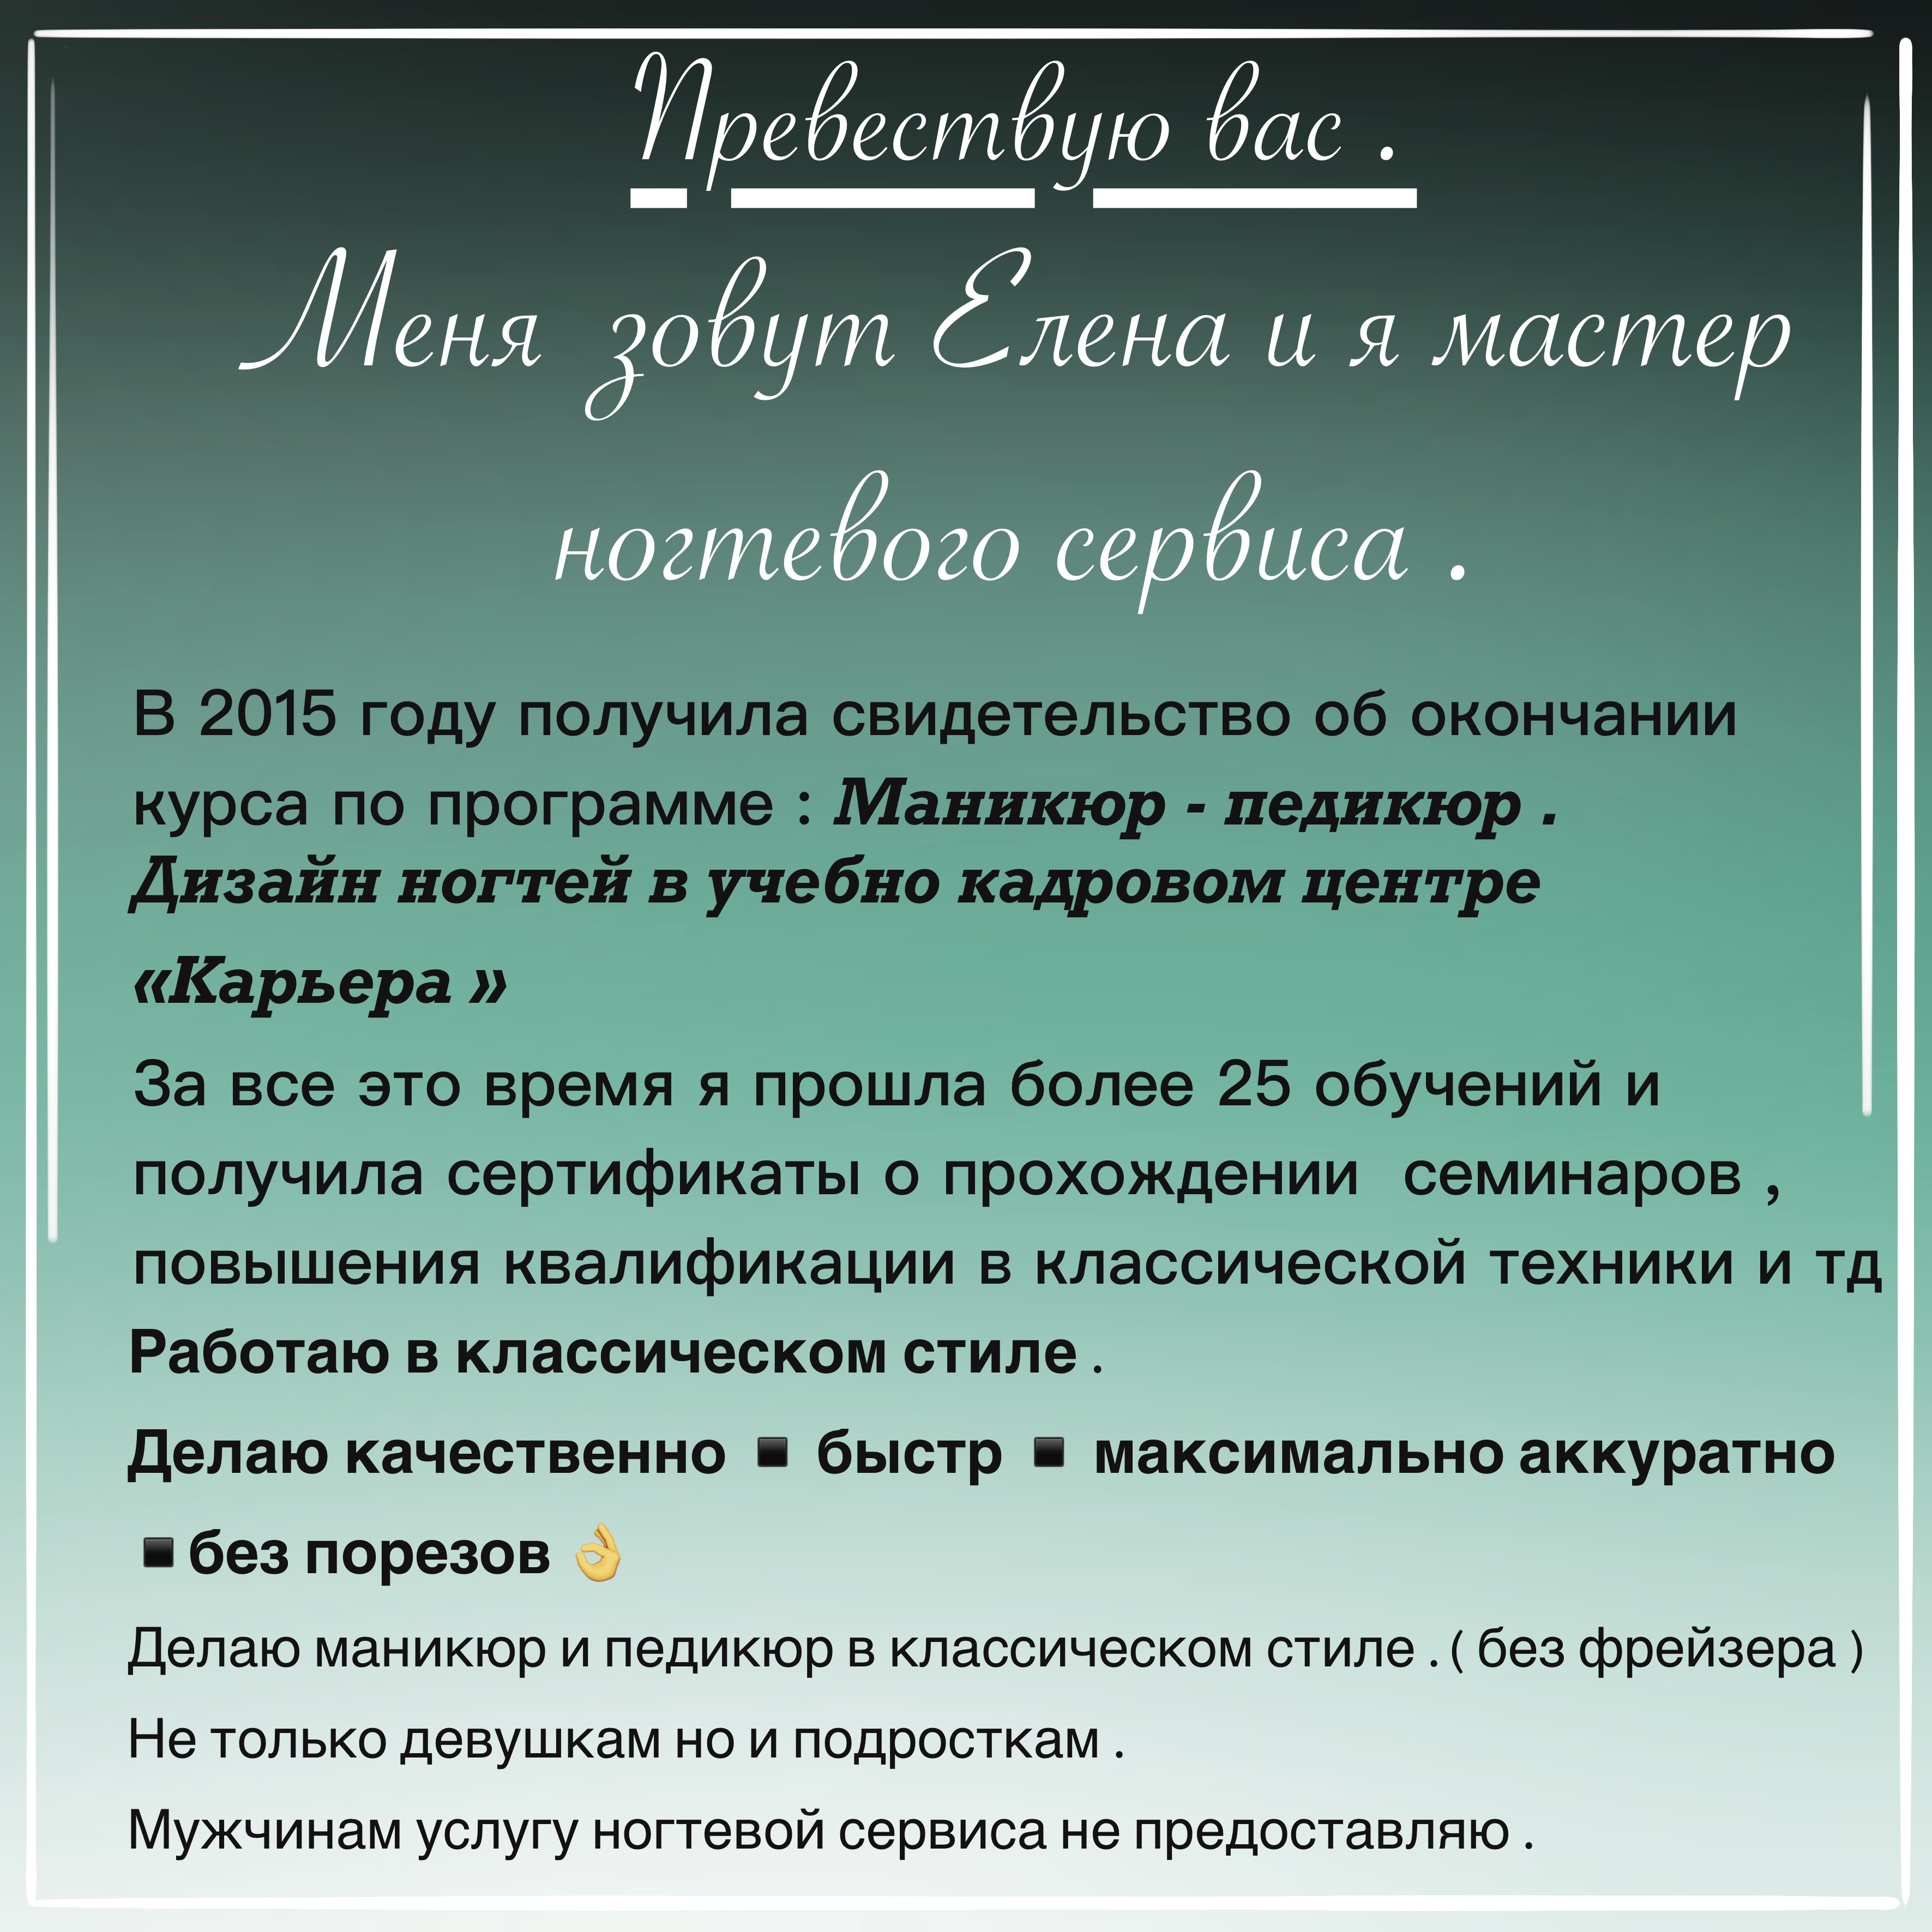 Превествую вас .
Меня зовут Елена и я мастер
ногтевого сервиса .
В 2015 году получила свидетельство об окончании
курса по программе : Маникюр - педикюр .
Дизайн ногтей в учебно кадровом центре
«Карьера »
За все это время я прошла более 25 обучений и
получила сертификаты о прохождении семинаров ,
повышения квалификации в классической техники и тд
Работаю в классическом стиле .
Делаю качественно ▪️ быстр ▪️ максимально аккуратно
▪️без порезов 👌
Делаю маникюр и педикюр в классическом стиле . ( без фрейзера )
Не только девушкам но и подросткам .
Мужчинам услугу ногтевой сервиса не предоставляю .